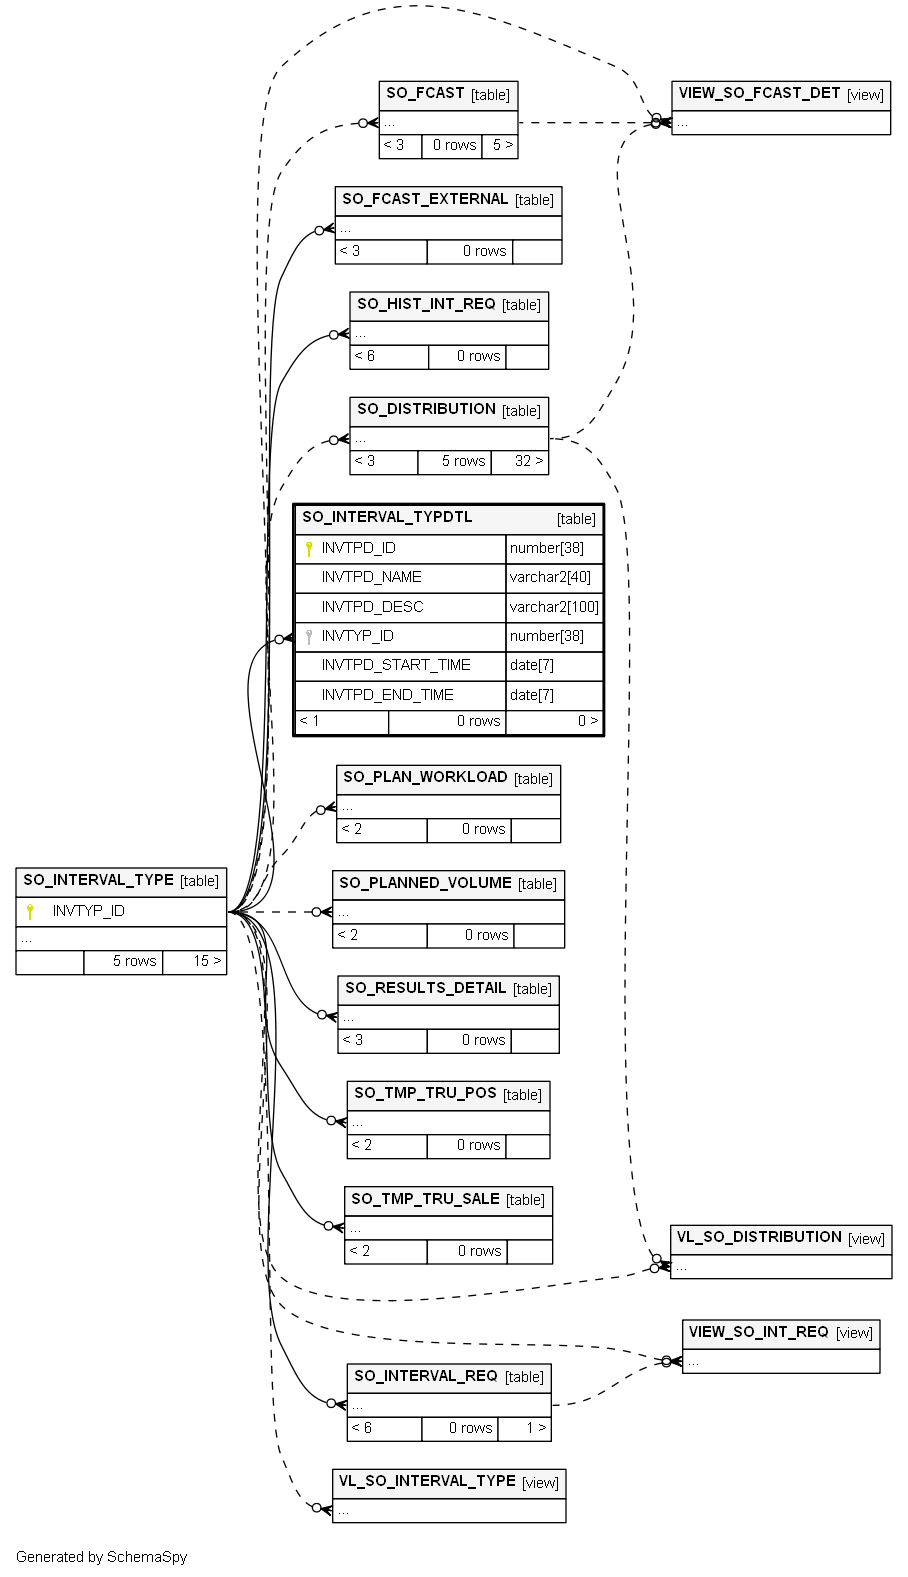 SO_FCAST [table]
...
< 3 0 rows 5 >
VIEW_SO_FCAST_DET [view]
...
SO_FCAST_EXTERNAL [table]
...
< 3 0 rows
SO_HIST_INT_REQ [table]
...
< 6 0 rows
SO_DISTRIBUTION [table]
...
< 3 5 rows 32 >
SO_INTERVAL_TYPDTL [table]
INVTPD_ID number[38]
INVTPD_NAME varchar2[40]
INVTPD_DESC varchar2[100]
INVTYP_ID number[38]
INVTPD_START_TIME date[7]
INVTPD_END_TIME date[7]
< 1 0 rows 0 >
SO_PLAN_WORKLOAD [table]
...
< 2 0 rows
SO_INTERVAL_TYPE [table]
INVTYP_ID
...
5 rows 15 >
SO_PLANNED_VOLUME [table]
...
< 2 0 rows
SO_RESULTS_DETAIL [table]
...
< 3 0 rows
SO_TMP_TRU_POS [table]
...
< 2 0 rows
SO_TMP_TRU_SALE [table]
...
< 2 0 rows
VL_SO_DISTRIBUTION [view]
...
VIEW_SO_INT_REQ [view]
...
SO_INTERVAL_REQ [table]
...
< 6 0 rows 1 >
VL_SO_INTERVAL_TYPE [view]
...
Generated by SchemaSpy